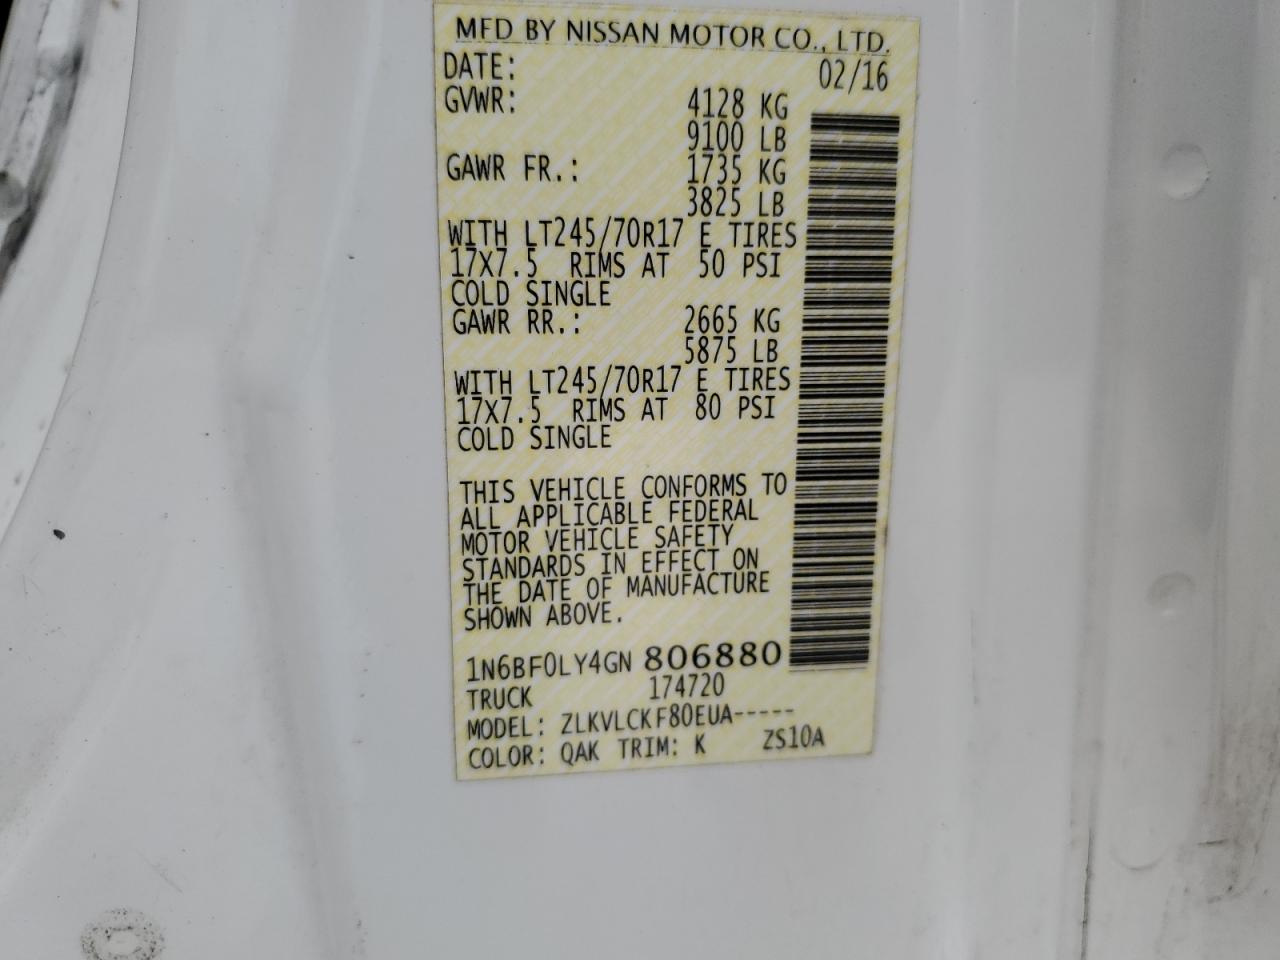 MFD BY NISSAN MOTOR CO., LTD.
DATE: 02/16
GVWR: 4128 KG
9100 LB
GAWR FR.: 1735 KG
3825 LB
WITH LT245/70R17 E TIRES
17X7.5 RIMS AT 50 PSI
COLD SINGLE
GAWR RR.: 2665 KG
5875 LB
WITH LT245/70R17 E TIRES
17X7.5 RIMS AT 80 PSI
COLD SINGLE
THIS VEHICLE CONFORMS TO
ALL APPLICABLE FEDERAL
MOTOR VEHICLE SAFETY
STANDARDS IN EFFECT ON
THE DATE OF MANUFACTURE
SHOWN ABOVE.
1N6BF0LY4GN 806880
TRUCK 174720
MODEL: ZLKVLCKF80EUA-----
COLOR: QAK TRIM: K ZS10A